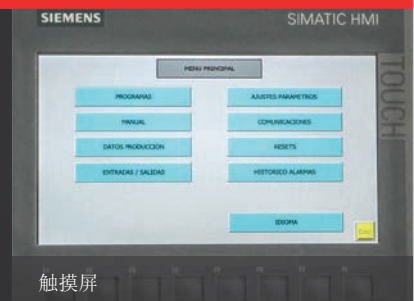 SIEMENS
SIMATIC HMI
TOUCH
MENU PRINCIPAL
PROGRAMAS
AJUSTES PARAMETROS
MANUAL
COMUNICACIONES
DATOS PRODUCCION
RESETS
ENTRADAS / SALIDAS
HISTORICO ALARMAS
IDIOMA
触摸屏